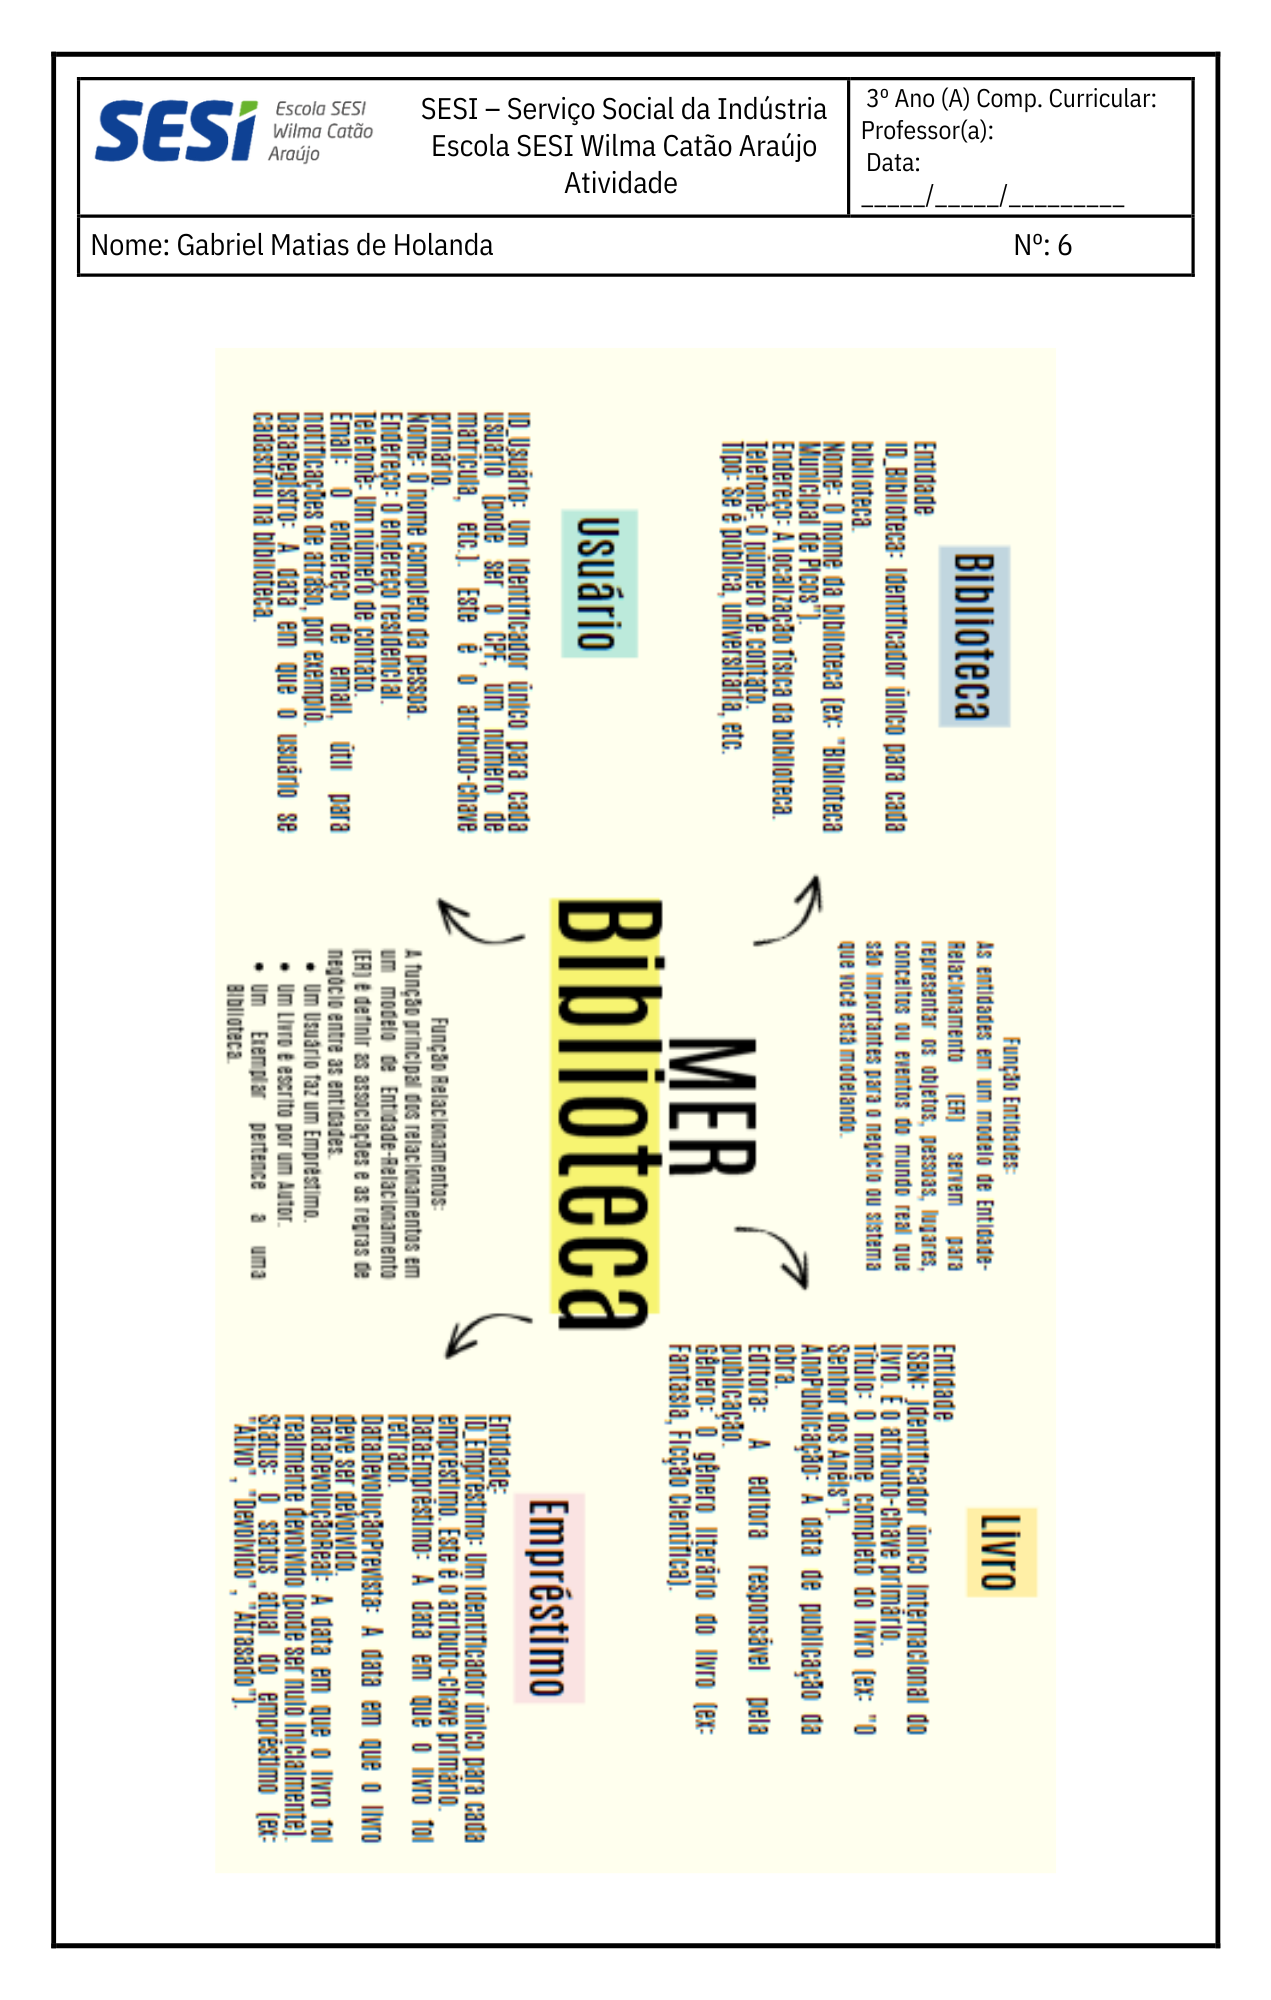 SESI
Escola SESI
Wilma Catão
Araújo
SESI – Serviço Social da Indústria
Escola SESI Wilma Catão Araújo
Atividade
3º Ano (A) Comp. Curricular:
Professor(a):
Data:
_____/_____/_________
Nome: Gabriel Matias de Holanda Nº: 6
MER
Biblioteca
Biblioteca
Entidade
ID_Biblioteca: Identificador único para cada
biblioteca.
Nome: O nome da biblioteca (ex: "Biblioteca
Municipal de Picos").
Endereço: A localização física da biblioteca.
Telefone: O número de contato.
Tipo: Se é pública, universitária, etc.
Função Entidades:
As entidades em um modelo de Entidade-
Relacionamento (ER) servem para
representar os objetos, pessoas, lugares,
conceitos ou eventos do mundo real que
são importantes para o negócio ou sistema
que você está modelando.
Livro
Entidade
ISBN: Identificador único internacional do
livro. É o atributo-chave primário.
Título: O nome completo do livro (ex: "O
Senhor dos Anéis").
AnoPublicação: A data de publicação da
obra.
Editora: A editora responsável pela
publicação.
Gênero: O gênero literário do livro (ex:
Fantasia, Ficção Científica).
Usuário
ID_Usuário: Um identificador único para cada
usuário (pode ser o CPF, um número de
matrícula, etc.). Este é o atributo-chave
primário.
Nome: O nome completo da pessoa.
Endereço: O endereço residencial.
Telefone: Um número de contato.
Email: O endereço de email, útil para
notificações de atraso, por exemplo.
DataRegistro: A data em que o usuário se
cadastrou na biblioteca.
Função Relacionamentos:
A função principal dos relacionamentos em
um modelo de Entidade-Relacionamento
(ER) é definir as associações e as regras de
negócio entre as entidades.
• Um Usuário faz um Empréstimo.
• Um Livro é escrito por um Autor.
• Um Exemplar pertence a uma
Biblioteca.
Empréstimo
Entidade:
ID_Empréstimo: Um identificador único para cada
empréstimo. Este é o atributo-chave primário.
DataEmpréstimo: A data em que o livro foi
retirado.
DataDevoluçãoPrevista: A data em que o livro
deve ser devolvido.
DataDevoluçãoReal: A data em que o livro foi
realmente devolvido (pode ser nulo inicialmente).
Status: O status atual do empréstimo (ex:
"Ativo", "Devolvido", "Atrasado").